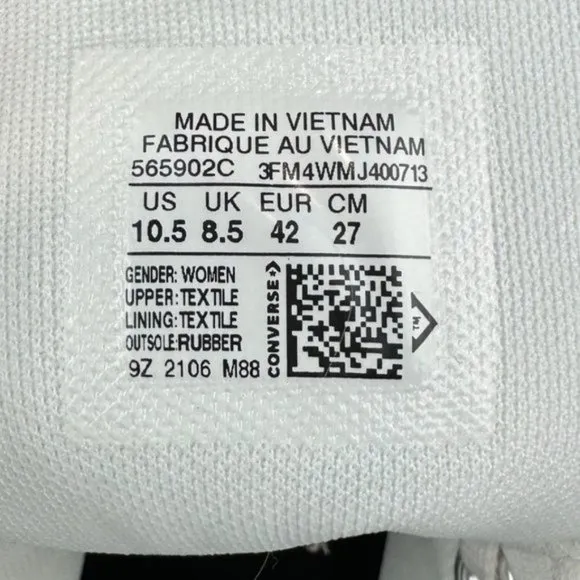 MADE IN VIETNAM
FABRIQUE AU VIETNAM
565902C 3FM4WMJ400713
US UK EUR CM
10.5 8.5 42 27
GENDER: WOMEN
UPPER: TEXTILE
LINING: TEXTILE
OUTSOLE: RUBBER
9Z 2106 M88
CONVERSE
TM